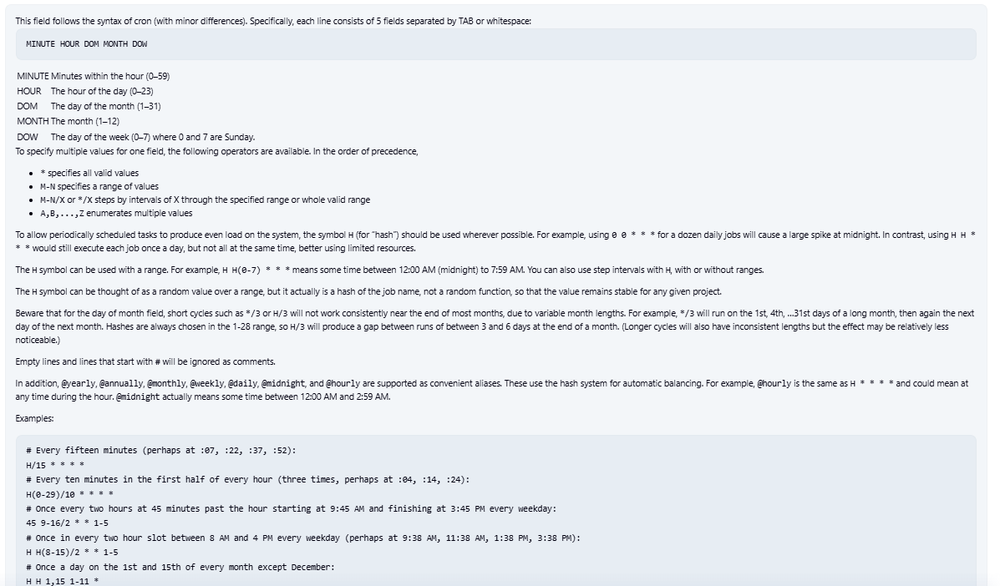 This field follows the syntax of cron (with minor differences). Specifically, each line consists of 5 fields separated by TAB or whitespace:
MINUTE HOUR DOM MONTH DOW
MINUTE Minutes within the hour (0–59)
HOUR The hour of the day (0–23)
DOM The day of the month (1–31)
MONTH The month (1–12)
DOW The day of the week (0–7) where 0 and 7 are Sunday.
To specify multiple values for one field, the following operators are available. In the order of precedence,
• * specifies all valid values
• M-N specifies a range of values
• M-N/X or */X steps by intervals of X through the specified range or whole valid range
• A,B,...,Z enumerates multiple values
To allow periodically scheduled tasks to produce even load on the system, the symbol H (for “hash”) should be used wherever possible. For example, using 0 0 * * * for a dozen daily jobs will cause a large spike at midnight. In contrast, using H H *
* * would still execute each job once a day, but not all at the same time, better using limited resources.
The H symbol can be used with a range. For example, H H(0-7) * * * means some time between 12:00 AM (midnight) to 7:59 AM. You can also use step intervals with H, with or without ranges.
The H symbol can be thought of as a random value over a range, but it actually is a hash of the job name, not a random function, so that the value remains stable for any given project.
Beware that for the day of month field, short cycles such as */3 or H/3 will not work consistently near the end of most months, due to variable month lengths. For example, */3 will run on the 1st, 4th, …31st days of a long month, then again the next
day of the next month. Hashes are always chosen in the 1-28 range, so H/3 will produce a gap between runs of between 3 and 6 days at the end of a month. (Longer cycles will also have inconsistent lengths but the effect may be relatively less
noticeable.)
Empty lines and lines that start with # will be ignored as comments.
In addition, @yearly, @annually, @monthly, @weekly, @daily, @midnight, and @hourly are supported as convenient aliases. These use the hash system for automatic balancing. For example, @hourly is the same as H * * * * and could mean at
any time during the hour. @midnight actually means some time between 12:00 AM and 2:59 AM.
Examples:
# Every fifteen minutes (perhaps at :07, :22, :37, :52):
H/15 * * * *
# Every ten minutes in the first half of every hour (three times, perhaps at :04, :14, :24):
H(0-29)/10 * * * *
# Once every two hours at 45 minutes past the hour starting at 9:45 AM and finishing at 3:45 PM every weekday:
45 9-16/2 * * 1-5
# Once in every two hour slot between 8 AM and 4 PM every weekday (perhaps at 9:38 AM, 11:38 AM, 1:38 PM, 3:38 PM):
H H(8-15)/2 * * 1-5
# Once a day on the 1st and 15th of every month except December:
H H 1,15 1-11 *